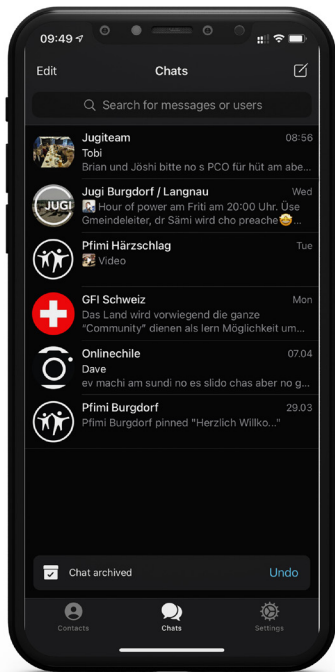 09:49
Edit Chats
Search for messages or users
Jugiteam 08:56
Tobi
Brian und Jöshi bitte no s PCO für hüt am abe...
JUGI
Jugi Burgdorf / Langnau Wed
Hour of power am Friti am 20:00 Uhr. Üse
Gmeindeleiter, dr Sämi wird cho preache🤩...
Pfimi Härzschlag Tue
Video
GFI Schweiz Mon
Das Land wird vorwiegend die ganze
"Community" dienen als lern Möglichkeit um...
Onlinechile 07.04
Dave
ev machi am sundi no es slido chas aber no g...
Pfimi Burgdorf 29.03
Pfimi Burgdorf pinned "Herzlich Willko..."
Chat archived Undo
Contacts Chats Settings